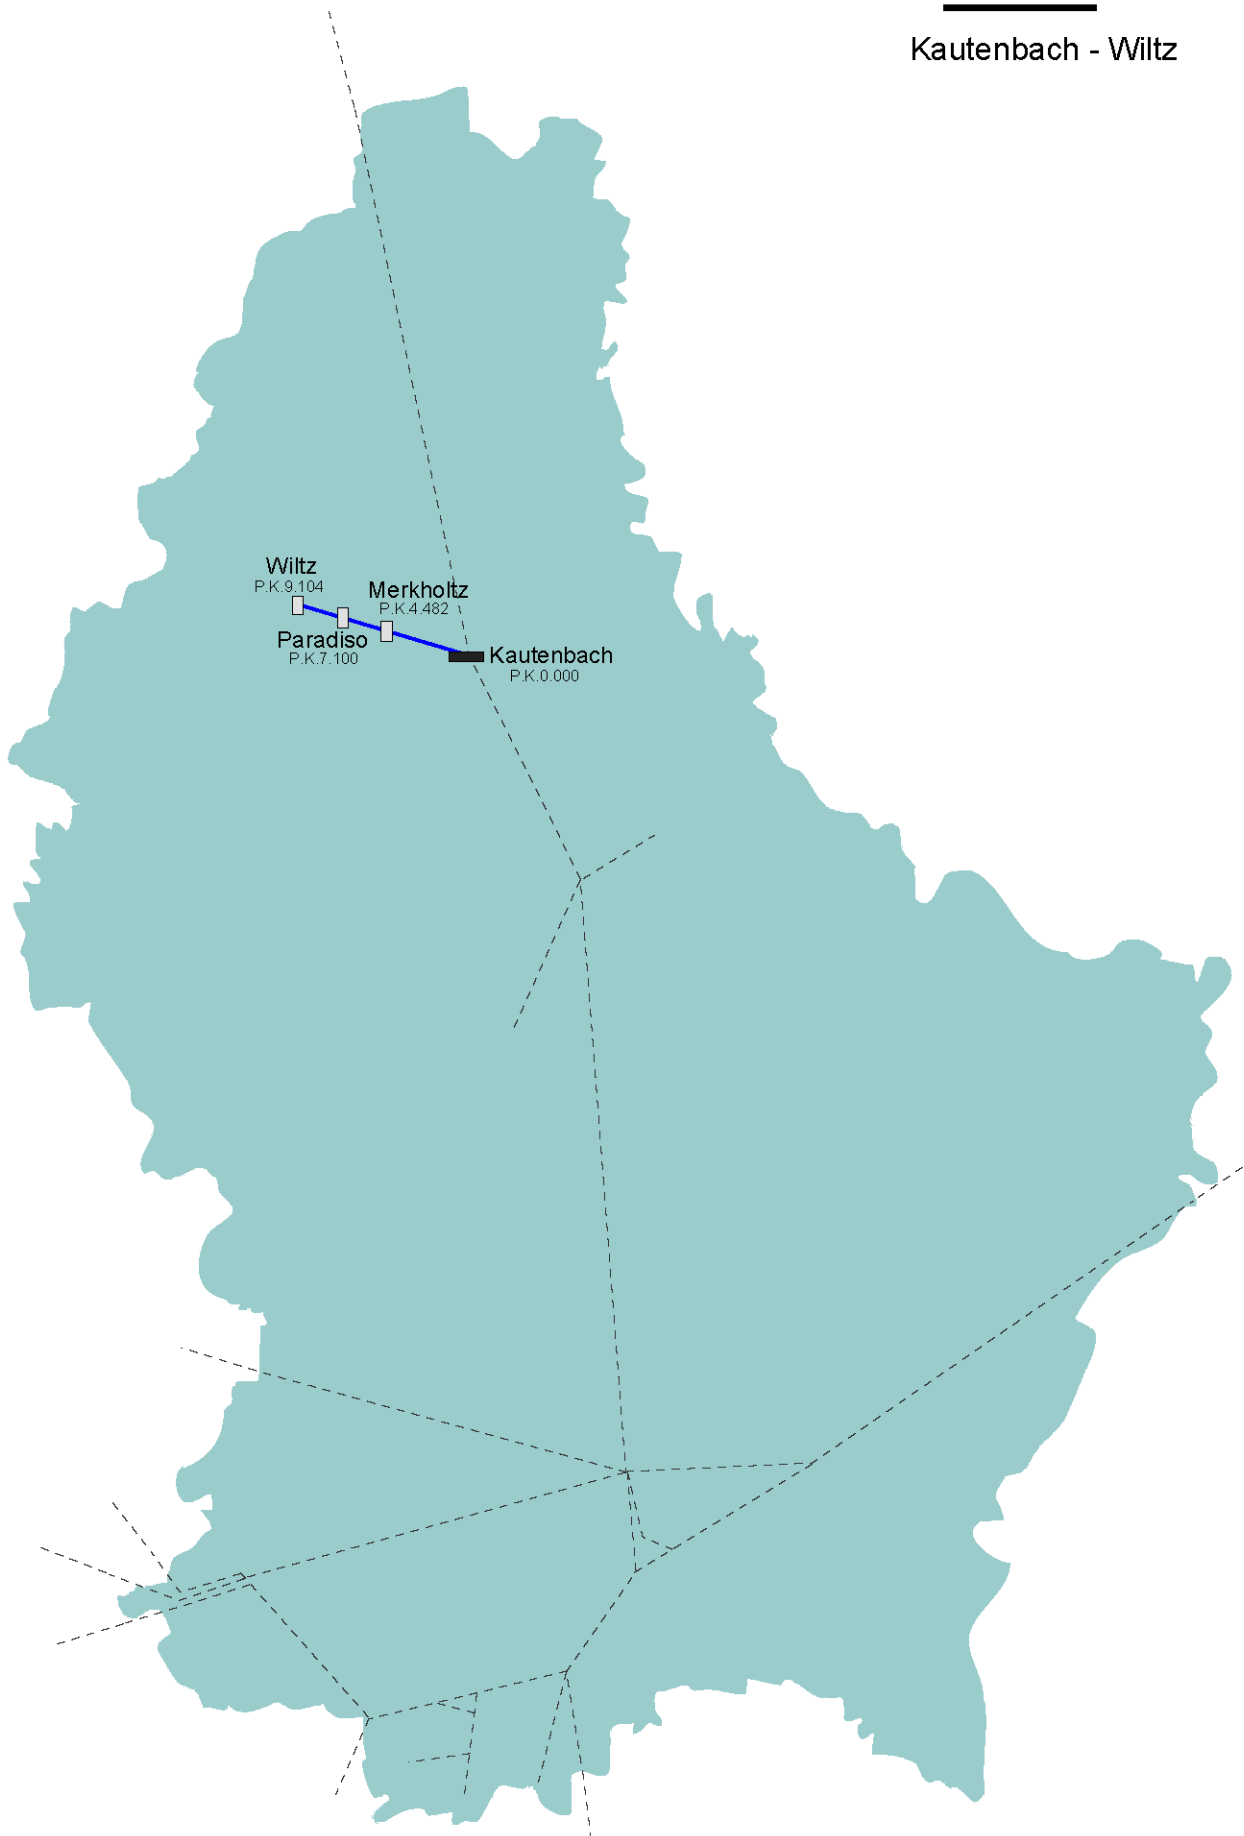 Kautenbach - Wiltz
Wiltz
P.K.9.104
Merkholtz
P.K.4.482
Paradiso
P.K.7.100
Kautenbach
P.K.0.000